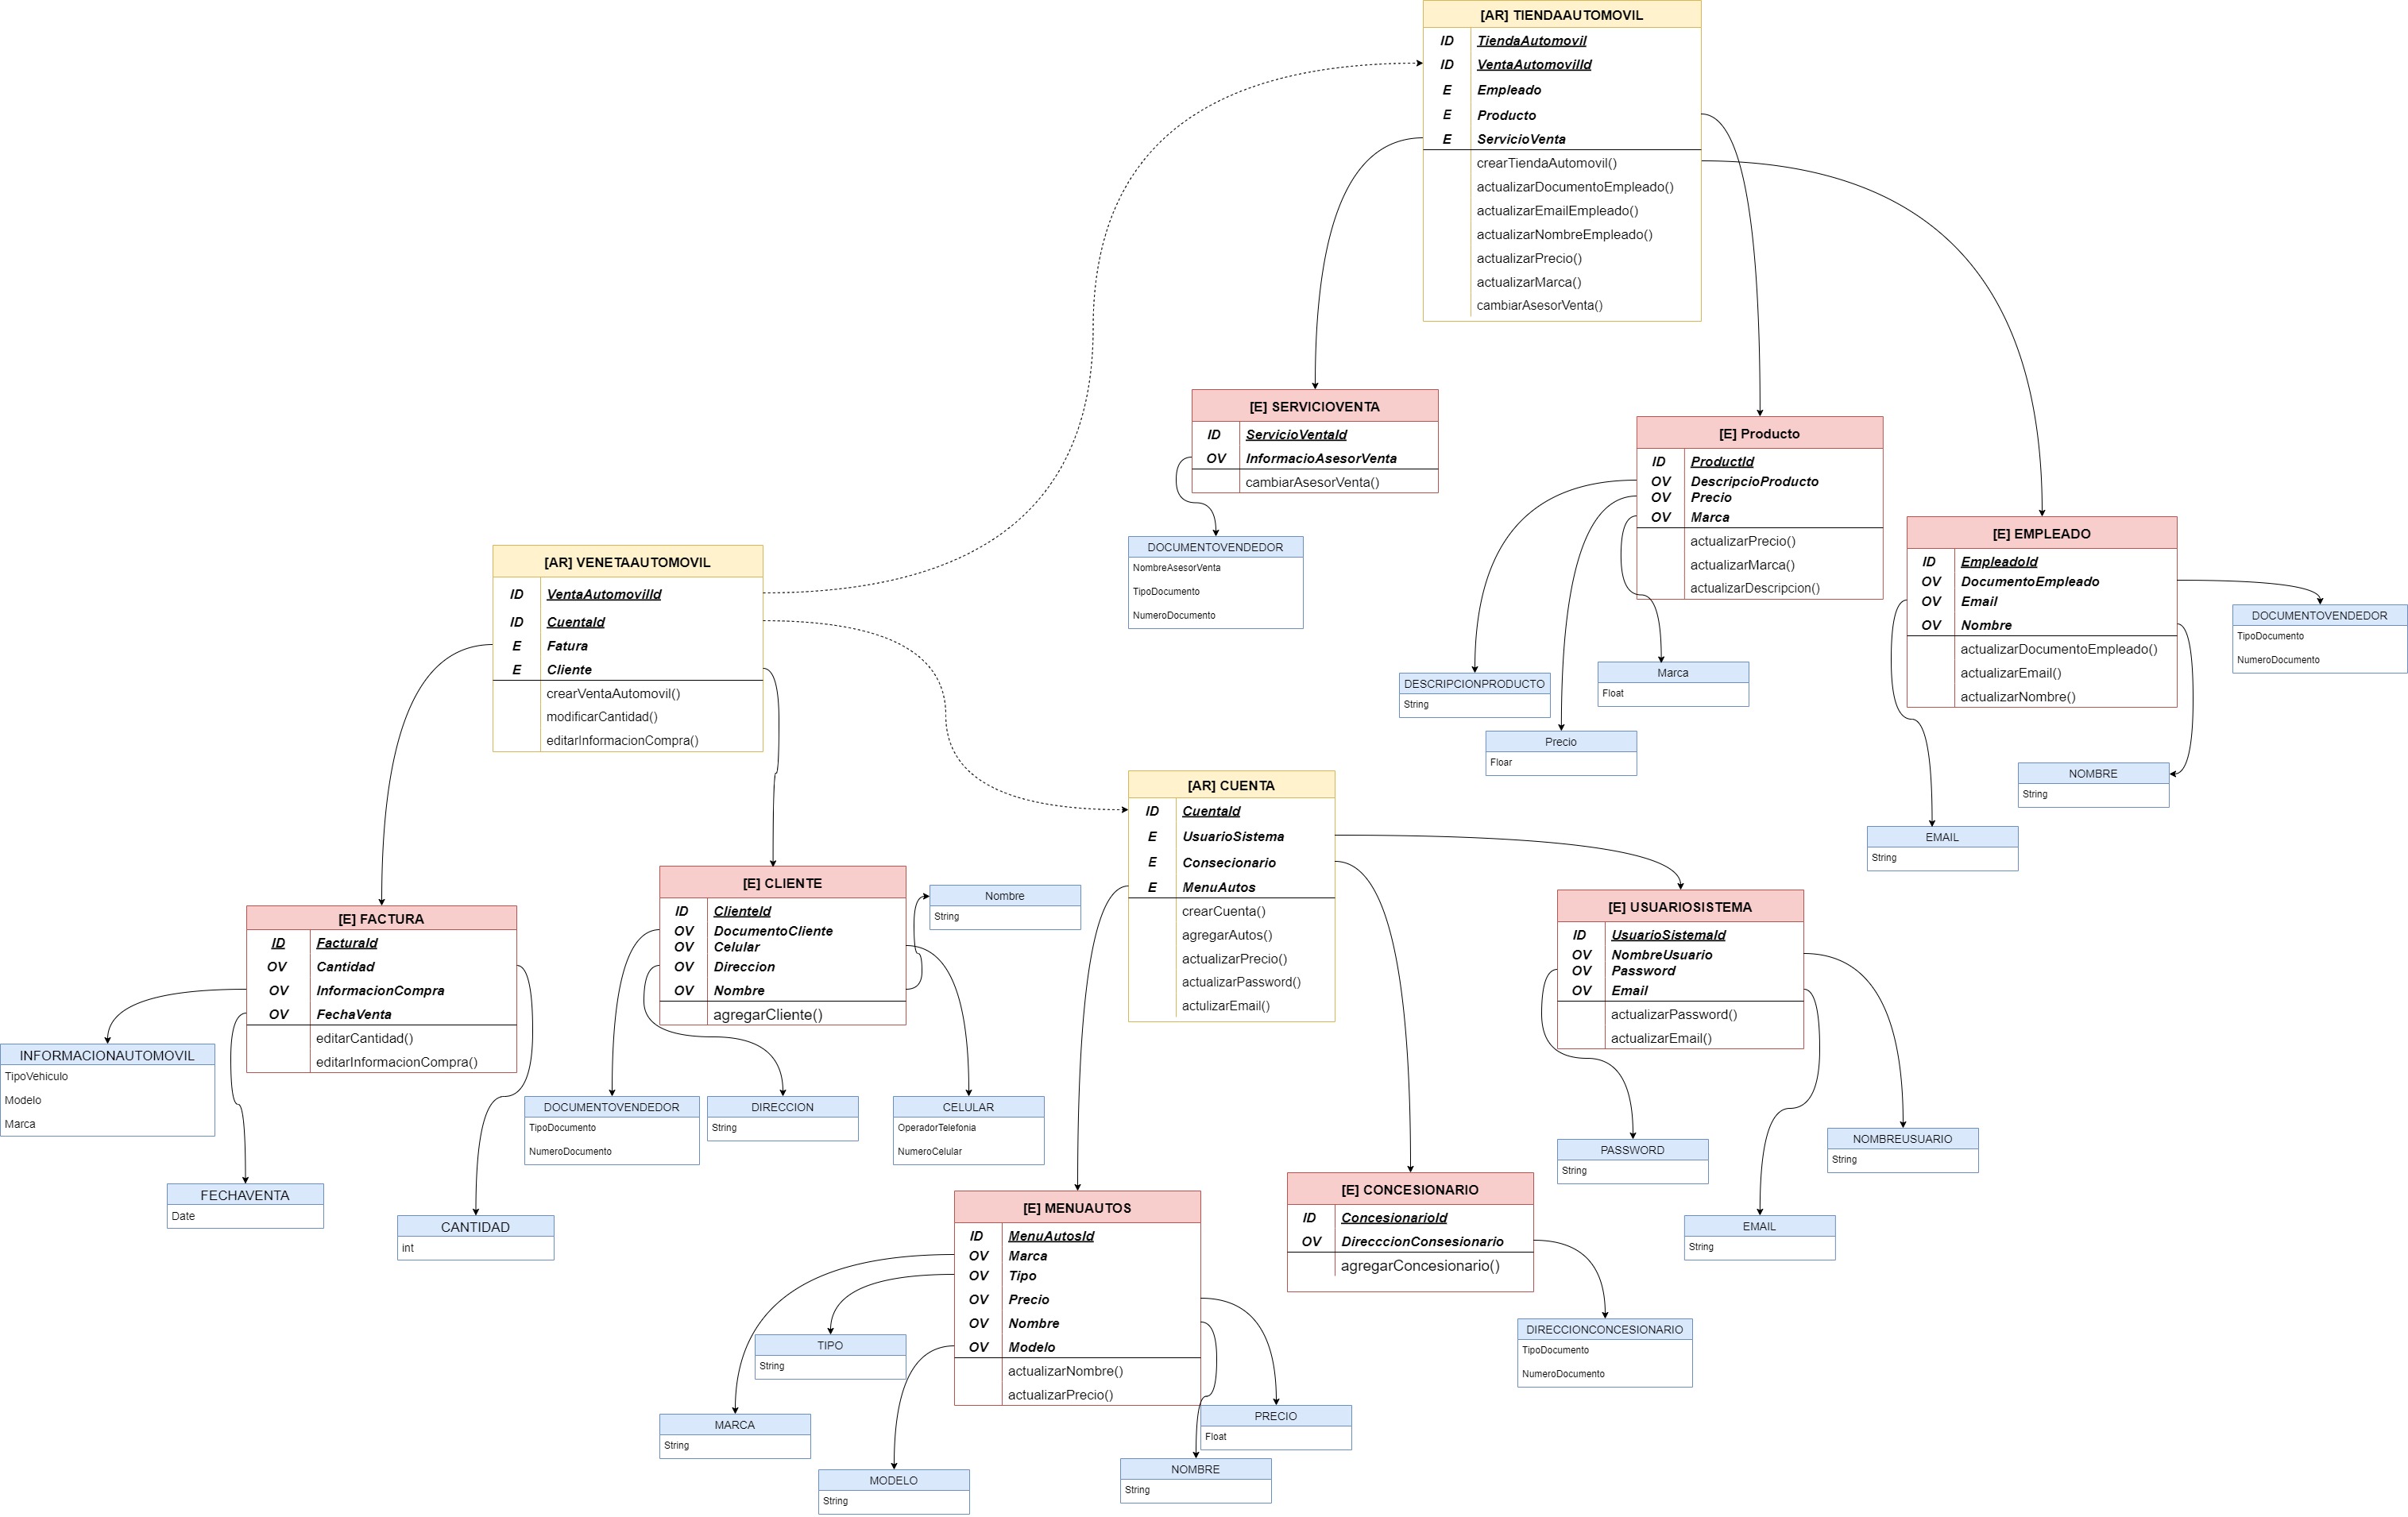 [AR] TIENDAAUTOMOVIL
ID TiendaAutomovil
ID VentaAutomovilId
E Empleado
E Producto
E ServicioVenta
crearTiendaAutomovil()
actualizarDocumentoEmpleado()
actualizarEmailEmpleado()
actualizarNombreEmpleado()
actualizarPrecio()
actualizarMarca()
cambiarAsesorVenta()
[E] SERVICIOVENTA
ID ServicioVentaId
OV InformacioAsesorVenta
cambiarAsesorVenta()
DOCUMENTOVENDEDOR
NombreAsesorVenta
TipoDocumento
NumeroDocumento
[E] Producto
ID ProductId
OV DescripcioProducto
OV Precio
OV Marca
actualizarPrecio()
actualizarMarca()
actualizarDescripcion()
DESCRIPCIONPRODUCTO
String
Marca
Float
Precio
Floar
[E] EMPLEADO
ID EmpleadoId
OV DocumentoEmpleado
OV Email
OV Nombre
actualizarDocumentoEmpleado()
actualizarEmail()
actualizarNombre()
DOCUMENTOVENDEDOR
TipoDocumento
NumeroDocumento
NOMBRE
String
EMAIL
String
[AR] VENETAAUTOMOVIL
ID VentaAutomovilId
ID CuentaId
E Fatura
E Cliente
crearVentaAutomovil()
modificarCantidad()
editarInformacionCompra()
[E] FACTURA
ID FacturaId
OV Cantidad
OV InformacionCompra
OV FechaVenta
editarCantidad()
editarInformacionCompra()
INFORMACIONAUTOMOVIL
TipoVehiculo
Modelo
Marca
FECHAVENTA
Date
CANTIDAD
int
[E] CLIENTE
ID ClienteId
OV DocumentoCliente
OV Celular
OV Direccion
OV Nombre
agregarCliente()
Nombre
String
DOCUMENTOVENDEDOR
TipoDocumento
NumeroDocumento
DIRECCION
String
CELULAR
OperadorTelefonia
NumeroCelular
[AR] CUENTA
ID CuentaId
E UsuarioSistema
E Consecionario
E MenuAutos
crearCuenta()
agregarAutos()
actualizarPrecio()
actualizarPassword()
actulizarEmail()
[E] USUARIOSISTEMA
ID UsuarioSistemaId
OV NombreUsuario
OV Password
OV Email
actualizarPassword()
actualizarEmail()
PASSWORD
String
NOMBREUSUARIO
String
EMAIL
String
[E] MENUAUTOS
ID MenuAutosId
OV Marca
OV Tipo
OV Precio
OV Nombre
OV Modelo
actualizarNombre()
actualizarPrecio()
TIPO
String
MARCA
String
MODELO
String
PRECIO
Float
NOMBRE
String
[E] CONCESIONARIO
ID ConcesionarioId
OV DirecccionConsesionario
agregarConcesionario()
DIRECCIONCONCESIONARIO
TipoDocumento
NumeroDocumento